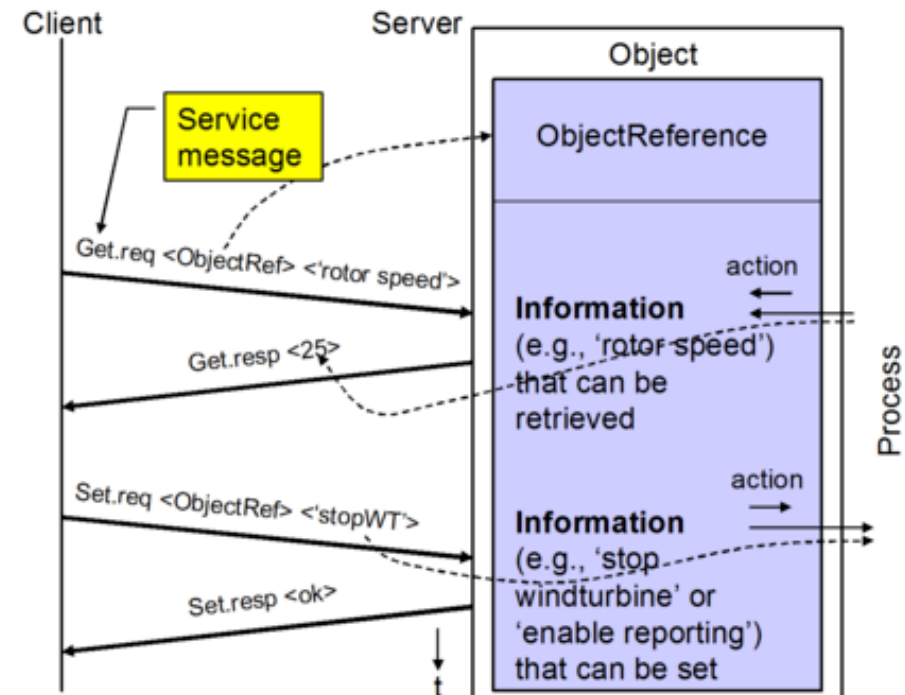 Client
Server
Object
Service
message
ObjectReference
Get.req <ObjectRef> <'rotor speed'>
action
Information
(e.g., 'rotor speed')
that can be
retrieved
Get.resp <25>
Process
Set.req <ObjectRef> <'stopWT'>
action
Information
(e.g., 'stop
windturbine' or
'enable reporting')
that can be set
Set.resp <ok>
t